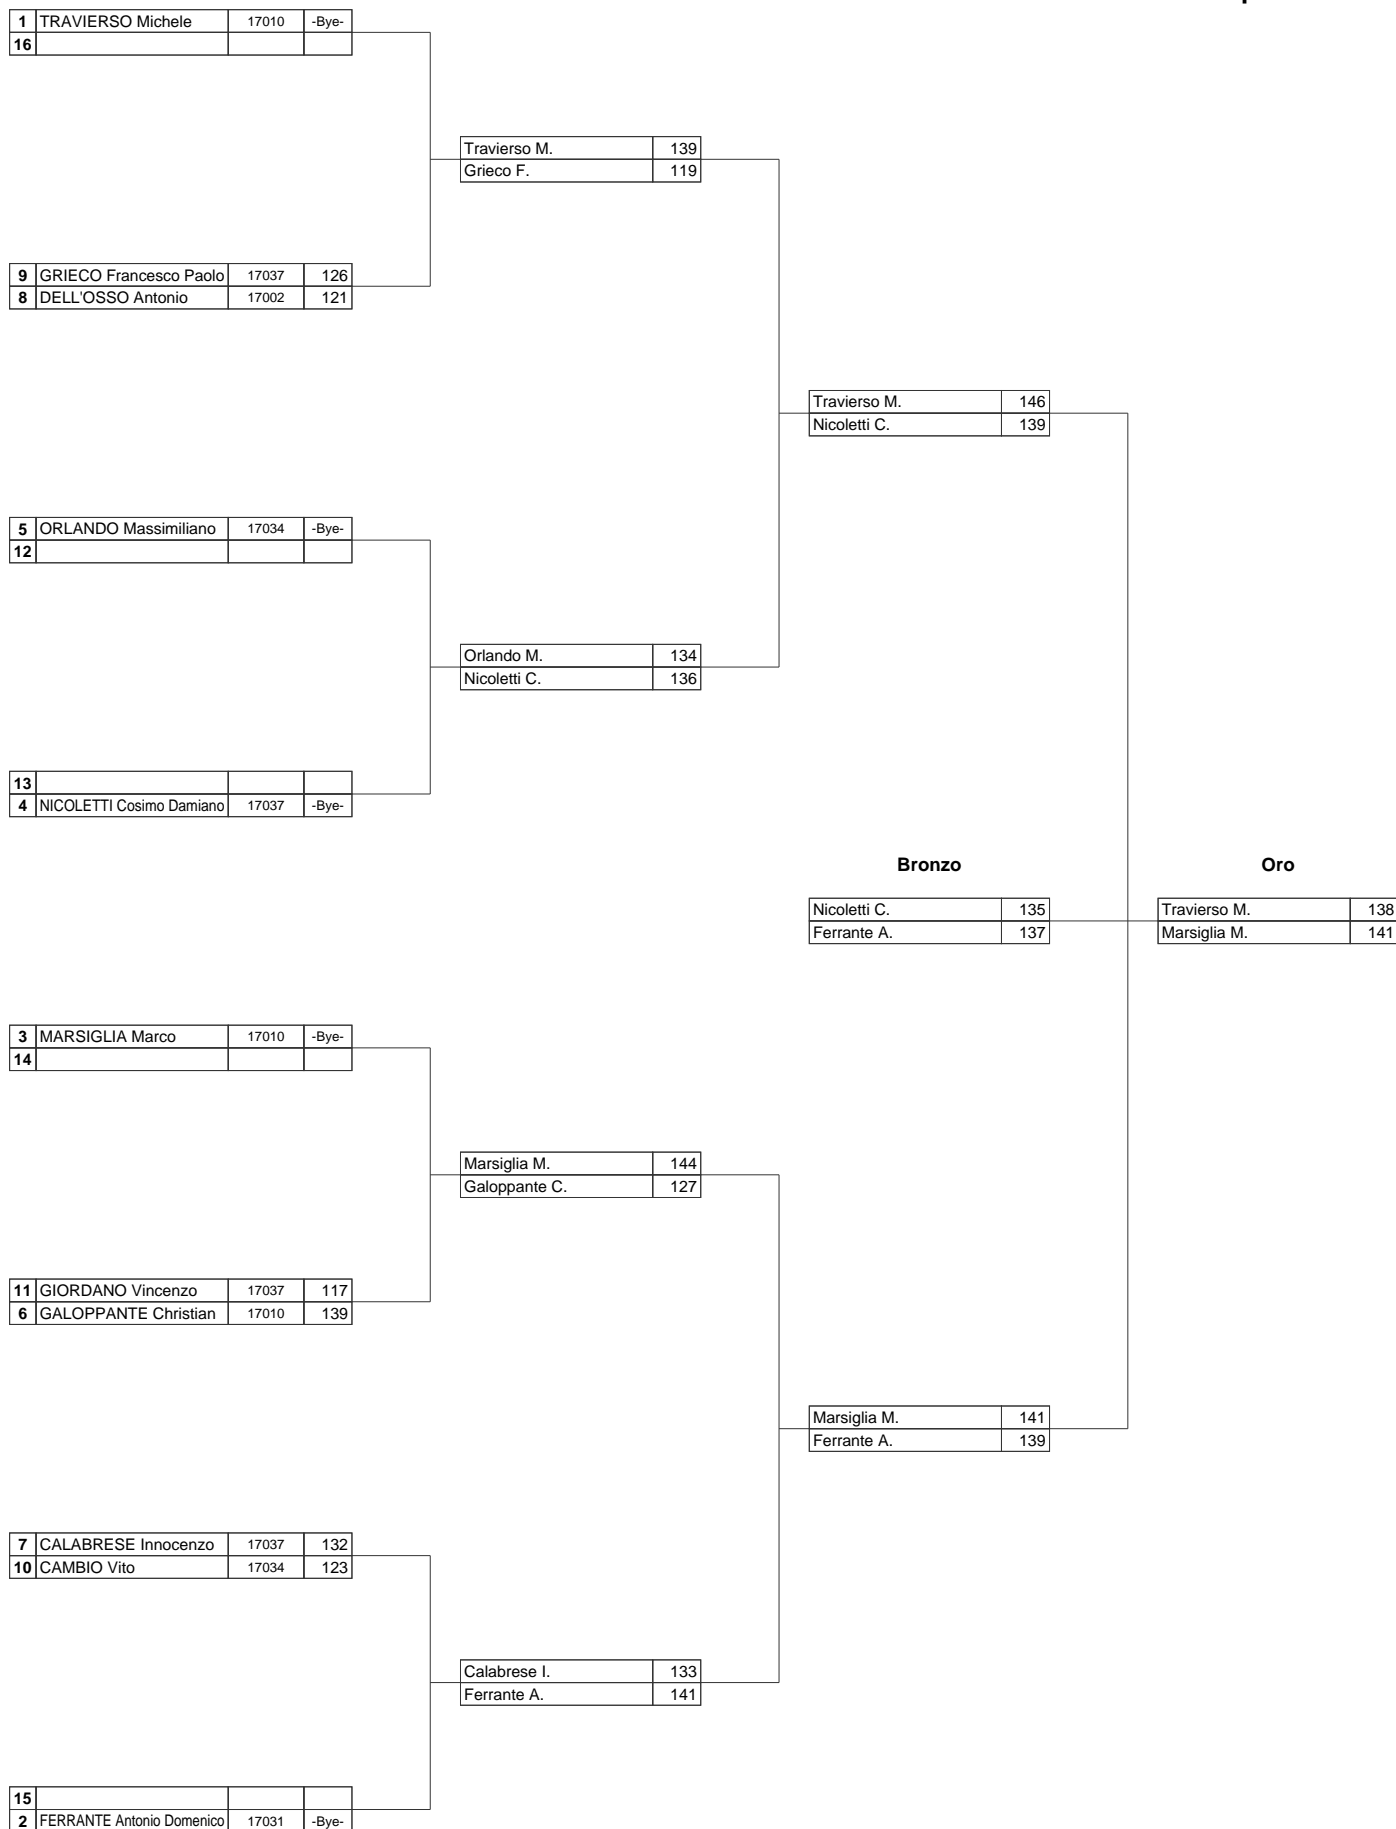 1 TRAVIERSO Michele 17010 -Bye-
16
Travierso M. 139
Grieco F. 119
9 GRIECO Francesco Paolo 17037 126
8 DELL'OSSO Antonio 17002 121
Travierso M. 146
Nicoletti C. 139
5 ORLANDO Massimiliano 17034 -Bye-
12
Orlando M. 134
Nicoletti C. 136
13
4 NICOLETTI Cosimo Damiano 17037 -Bye-
Bronzo Oro
Nicoletti C. 135 Travierso M. 138
Ferrante A. 137 Marsiglia M. 141
3 MARSIGLIA Marco 17010 -Bye-
14
Marsiglia M. 144
Galoppante C. 127
11 GIORDANO Vincenzo 17037 117
6 GALOPPANTE Christian 17010 139
Marsiglia M. 141
Ferrante A. 139
7 CALABRESE Innocenzo 17037 132
10 CAMBIO Vito 17034 123
Calabrese I. 133
Ferrante A. 141
15
2 FERRANTE Antonio Domenico 17031 -Bye-